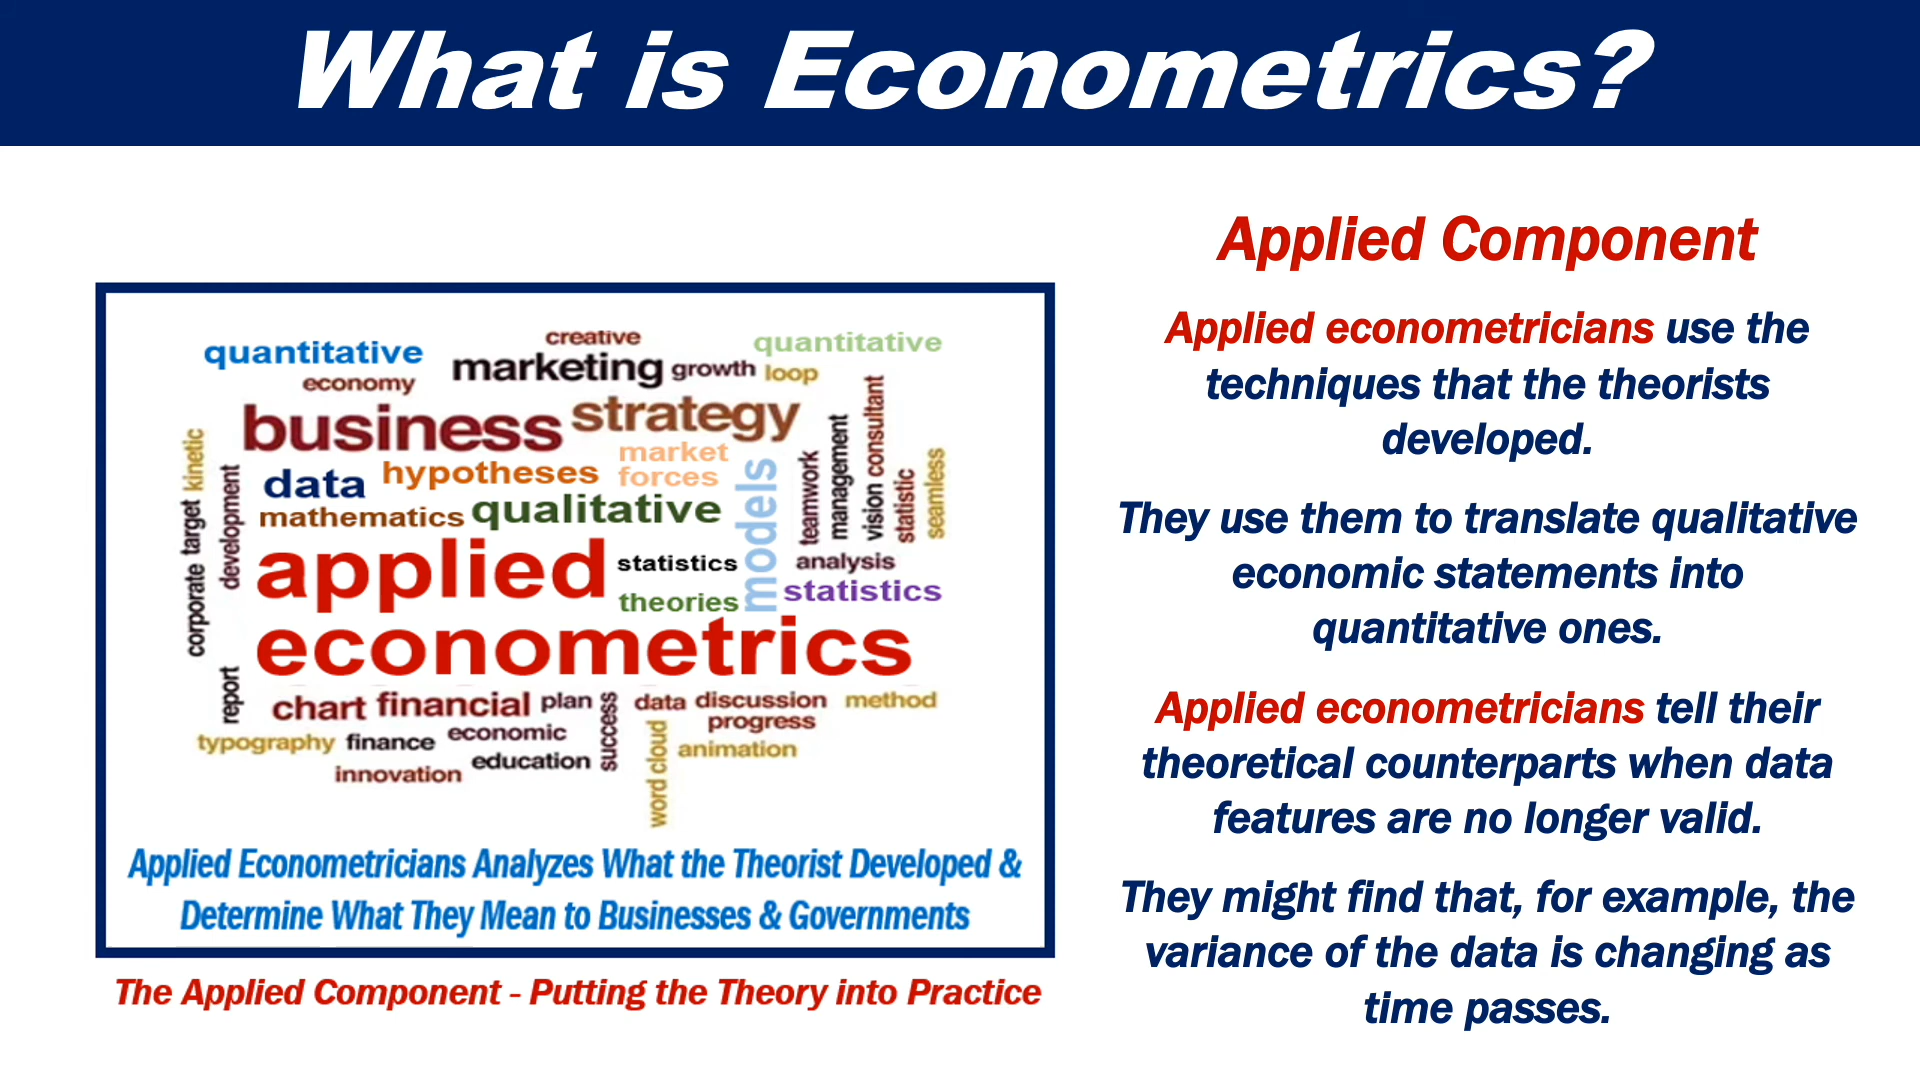 What is Econometrics?
creative
quantitative
quantitative
marketing growth loop
economy
business strategy
market
forces
data hypotheses
mathematics qualitative
models
teamwork
management
vision consultant
statistic
seamless
kinetic
corporate target
development
applied statistics
analysis
theories
statistics
econometrics
report
chart financial plan
success
data discussion method
progress
typography finance economic
education
innovation
word cloud
animation
Applied Econometricians Analyzes What the Theorist Developed &
Determine What They Mean to Businesses & Governments
The Applied Component - Putting the Theory into Practice
Applied Component
Applied econometricians use the
techniques that the theorists
developed.
They use them to translate qualitative
economic statements into
quantitative ones.
Applied econometricians tell their
theoretical counterparts when data
features are no longer valid.
They might find that, for example, the
variance of the data is changing as
time passes.